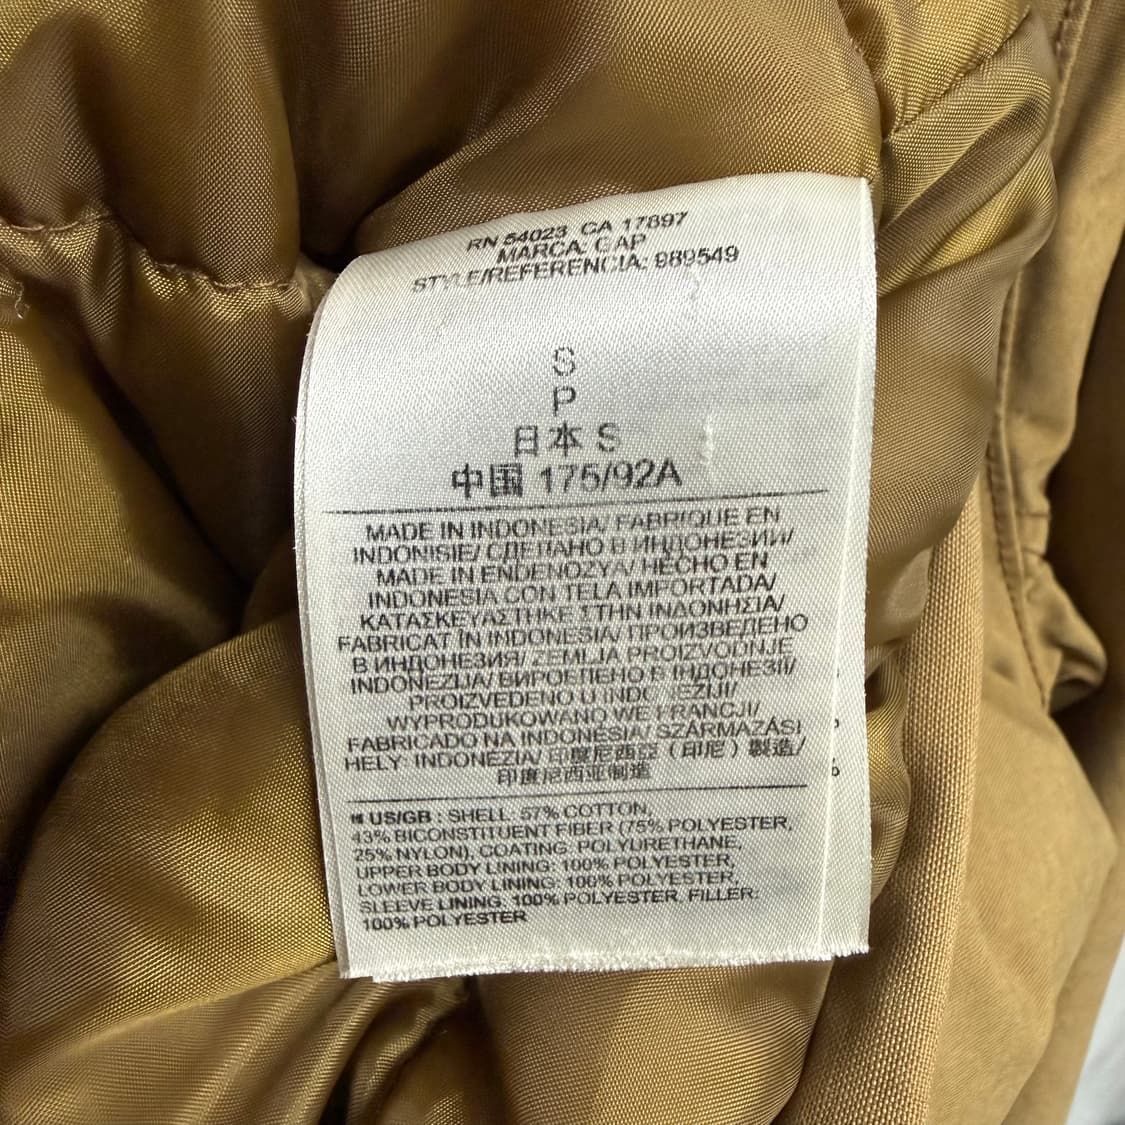 RN 54023 CA 17897
MARCA: GAP
STYLE/REFERENCIA: 989549
S
P
日本 S
中国 175/92A
MADE IN INDONESIA/ FABRIQUE EN
INDONISIE/ СДЕЛАНО В ИНДОНЕЗИИ/
MADE IN ENDENOZYA/ HECHO EN
INDONESIA CON TELA IMPORTADA/
ΚΑΤΑΣΚΕΥΑΣΤΗΚΕ ΣΤΗΝ ΙΝΔΟΝΗΣΙΑ/
FABRICAT ÎN INDONESIA/ ПРОИЗВЕДЕНО
В ИНДОНЕЗИЯ/ ZEMLJA PROIZVODNJE
INDONEZIJA/ ВИРОБЛЕНО В ІНДОНЕЗІЇ/
PROIZVEDENO U INDONEZIJI/
WYPRODUKOWANO WE FRANCJI/
FABRICADO NA INDONÉSIA/ SZÁRMAZÁSI
HELY: INDONÉZIA/ 印度尼西亞（印尼）製造/
印度尼西亚制造
US/GB : SHELL: 57% COTTON,
43% BICONSTITUENT FIBER (75% POLYESTER,
25% NYLON), COATING: POLYURETHANE,
UPPER BODY LINING: 100% POLYESTER,
LOWER BODY LINING: 100% POLYESTER,
SLEEVE LINING: 100% POLYESTER, FILLER:
100% POLYESTER